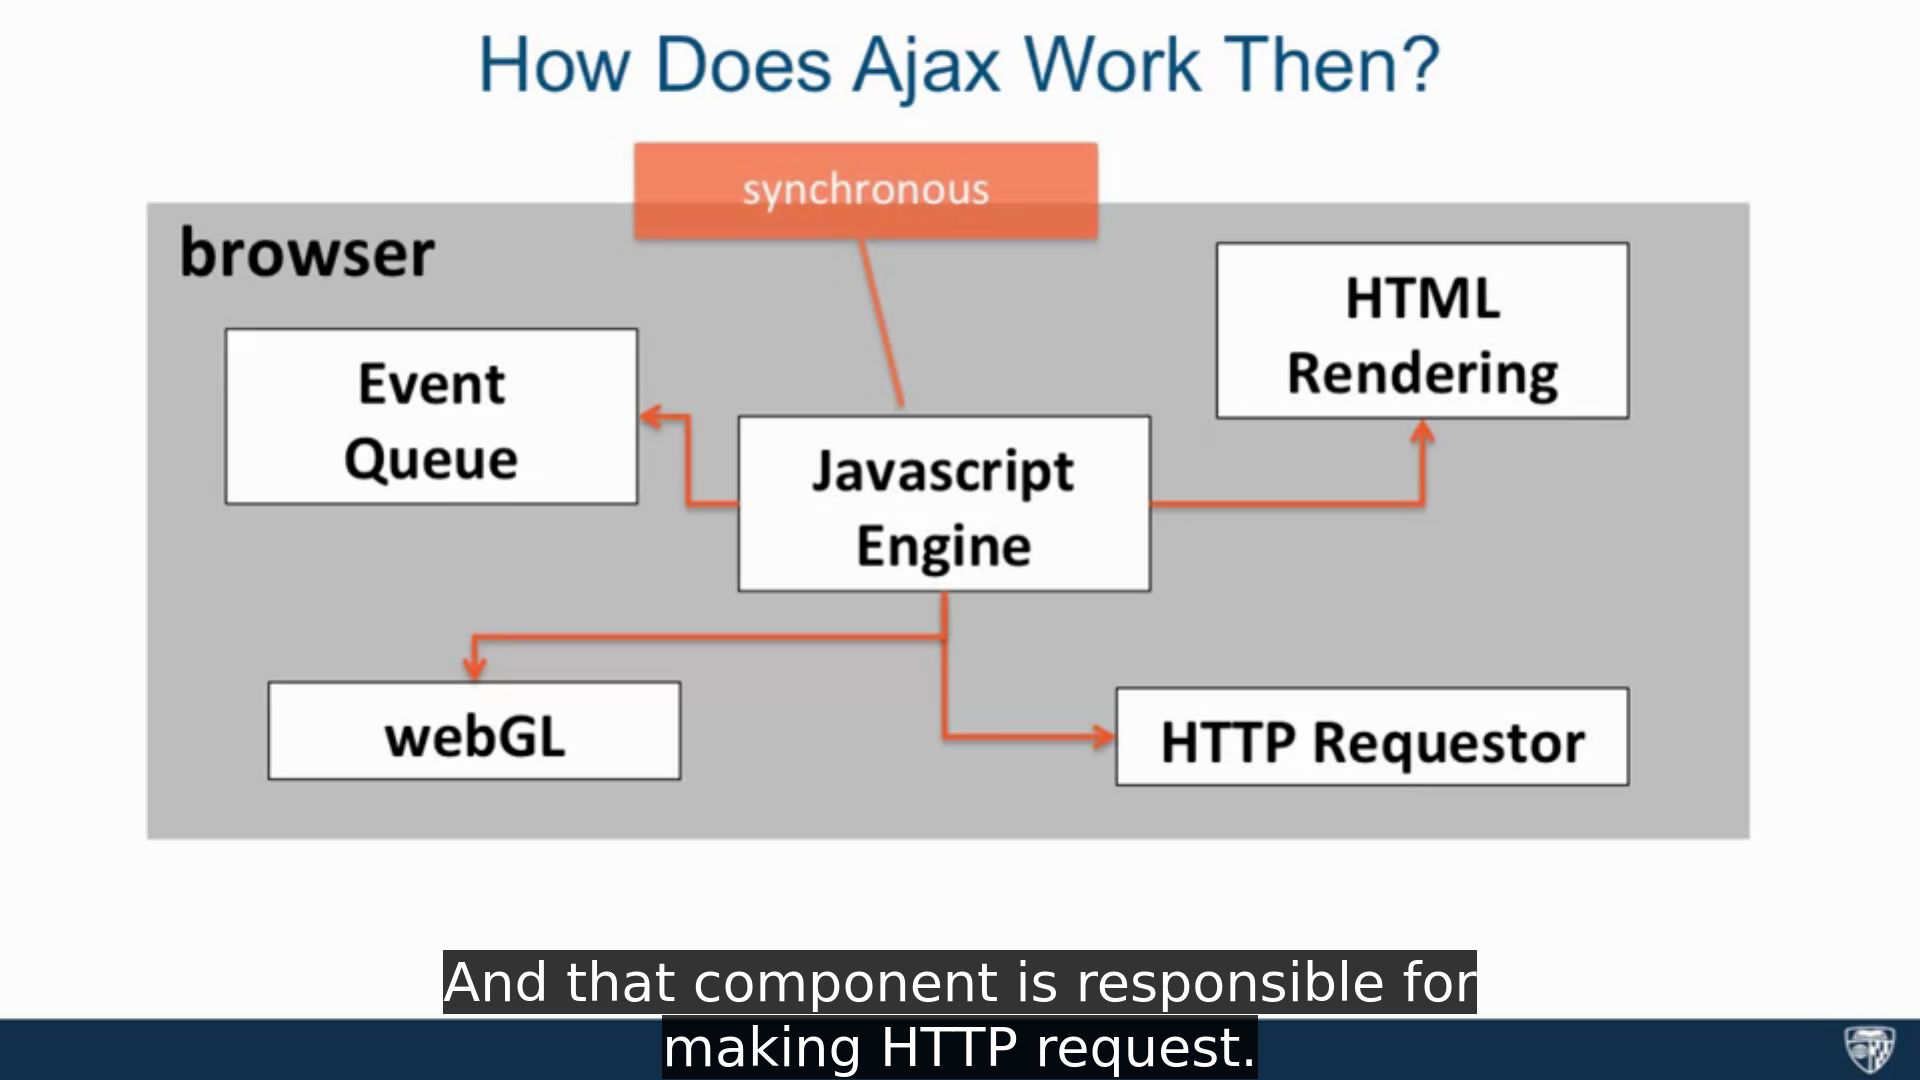 How Does Ajax Work Then?
synchronous
browser
HTML
Rendering
Event
Queue
Javascript
Engine
webGL
HTTP Requestor
And that component is responsible for
making HTTP request.